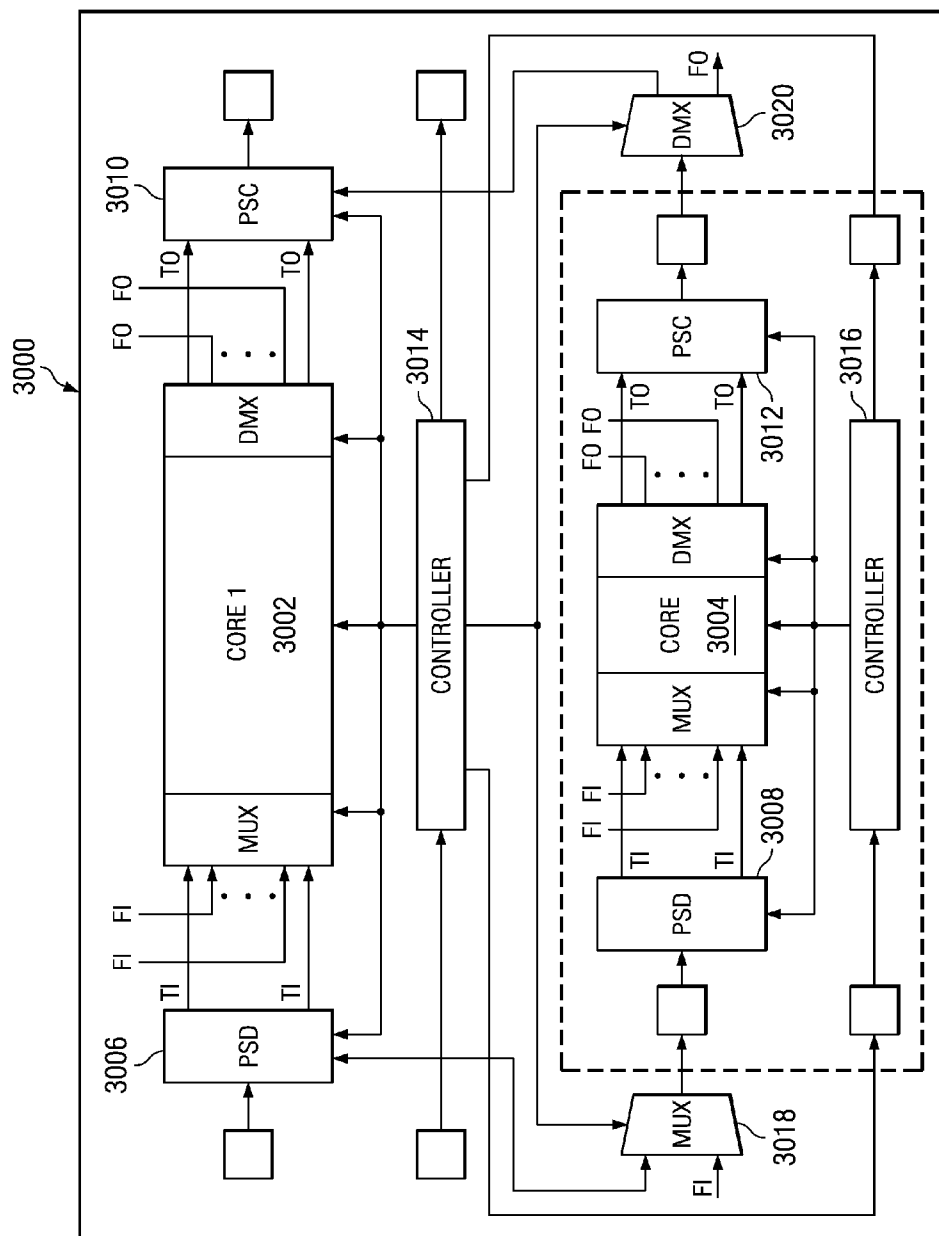 3000
3006
PSD
TI
TI
FI
FI
MUX
CORE 1
3002
DMX
FO
FO
TO
TO
3010
PSC
CONTROLLER
3014
MUX
3018
FI
PSD
3008
TI
TI
FI
FI
MUX
CORE
3004
DMX
FO
FO
TO
TO
PSC
3012
DMX
3020
FO
CONTROLLER
3016